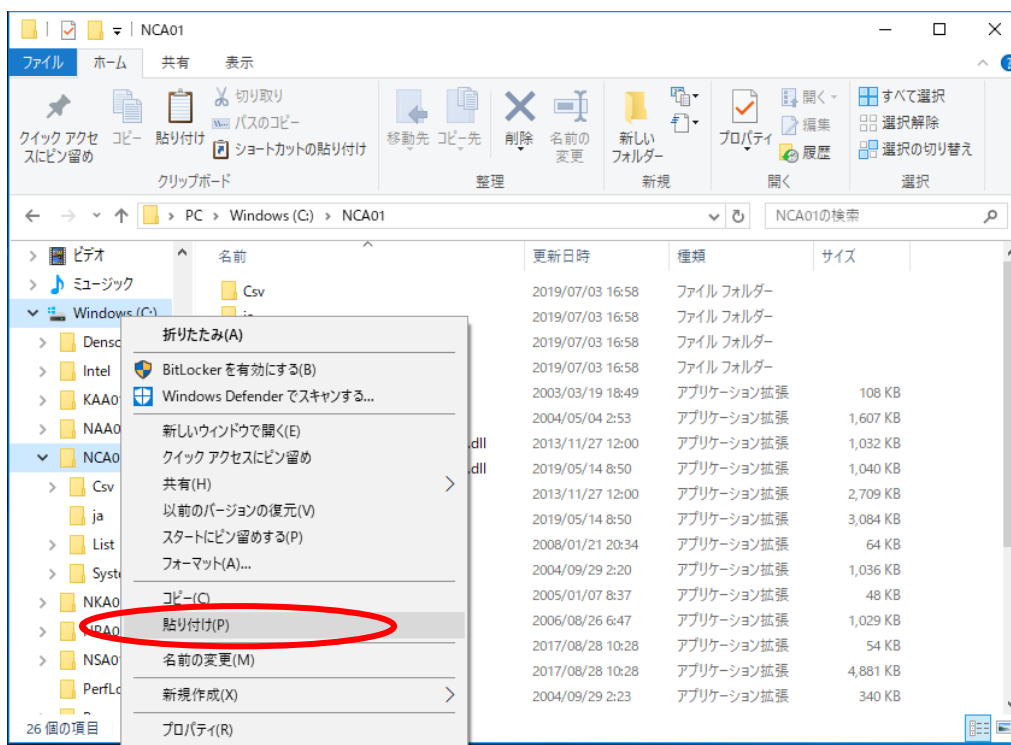 NCA01
ファイル ホーム 共有 表示
クイック アクセスにピン留め
コピー
貼り付け
切り取り
パスのコピー
ショートカットの貼り付け
クリップボード
移動先
コピー先
削除
名前の変更
整理
新しいフォルダー
新規
プロパティ
開く
編集
履歴
開く
すべて選択
選択解除
選択の切り替え
選択
PC > Windows (C:) > NCA01
NCA01の検索
ビデオ
ミュージック
Windows (C:)
Intel
Csv
ja
List
折りたたみ(A)
BitLocker を有効にする(B)
Windows Defender でスキャンする...
新しいウィンドウで開く(E)
クイック アクセスにピン留め
共有(H)
以前のバージョンの復元(V)
スタートにピン留めする(P)
フォーマット(A)...
コピー(C)
貼り付け(P)
名前の変更(M)
新規作成(X)
プロパティ(R)
名前 更新日時 種類 サイズ
Csv 2019/07/03 16:58 ファイル フォルダー
2019/07/03 16:58 ファイル フォルダー
2019/07/03 16:58 ファイル フォルダー
2019/07/03 16:58 ファイル フォルダー
2003/03/19 18:49 アプリケーション拡張 108 KB
2004/05/04 2:53 アプリケーション拡張 1,607 KB
.dll 2013/11/27 12:00 アプリケーション拡張 1,032 KB
.dll 2019/05/14 8:50 アプリケーション拡張 1,040 KB
2013/11/27 12:00 アプリケーション拡張 2,709 KB
2019/05/14 8:50 アプリケーション拡張 3,084 KB
2008/01/21 20:34 アプリケーション拡張 64 KB
2004/09/29 2:20 アプリケーション拡張 1,036 KB
2005/01/07 8:37 アプリケーション拡張 48 KB
2006/08/26 6:47 アプリケーション拡張 1,029 KB
2017/08/28 10:28 アプリケーション拡張 54 KB
2017/08/28 10:28 アプリケーション拡張 4,881 KB
2004/09/29 2:23 アプリケーション拡張 340 KB
26 個の項目